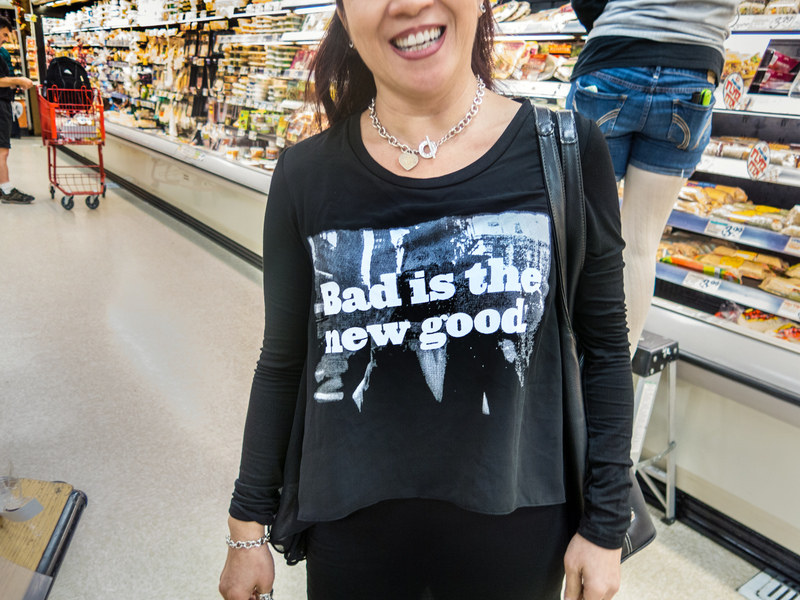 Bad is the
new good